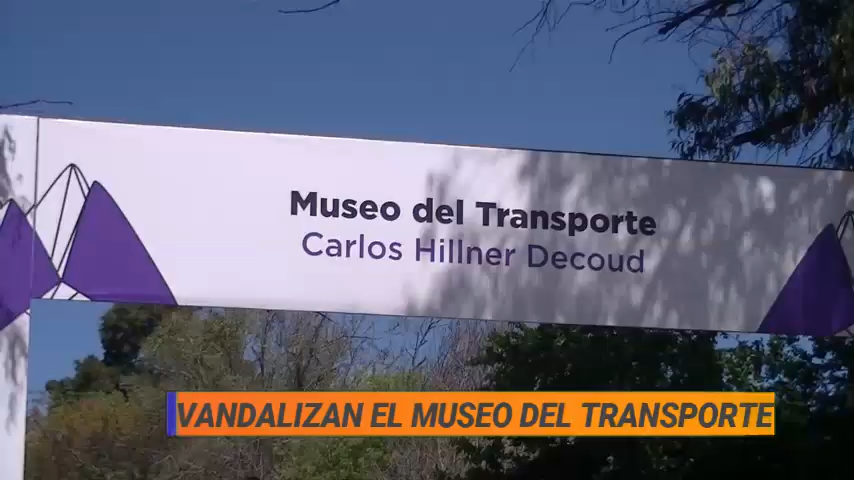 Museo del Transporte
Carlos Hillner Decoud
VANDALIZAN EL MUSEO DEL TRANSPORTE